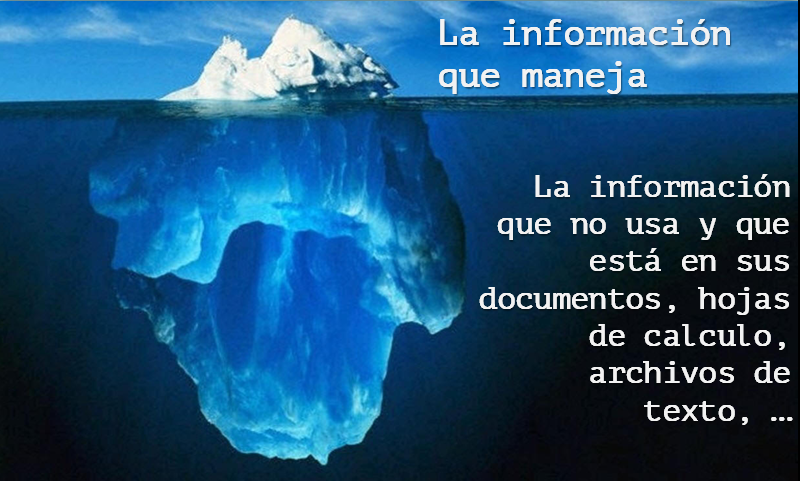 La información
que maneja
La información
que no usa y que
está en sus
documentos, hojas
de calculo,
archivos de
texto, …